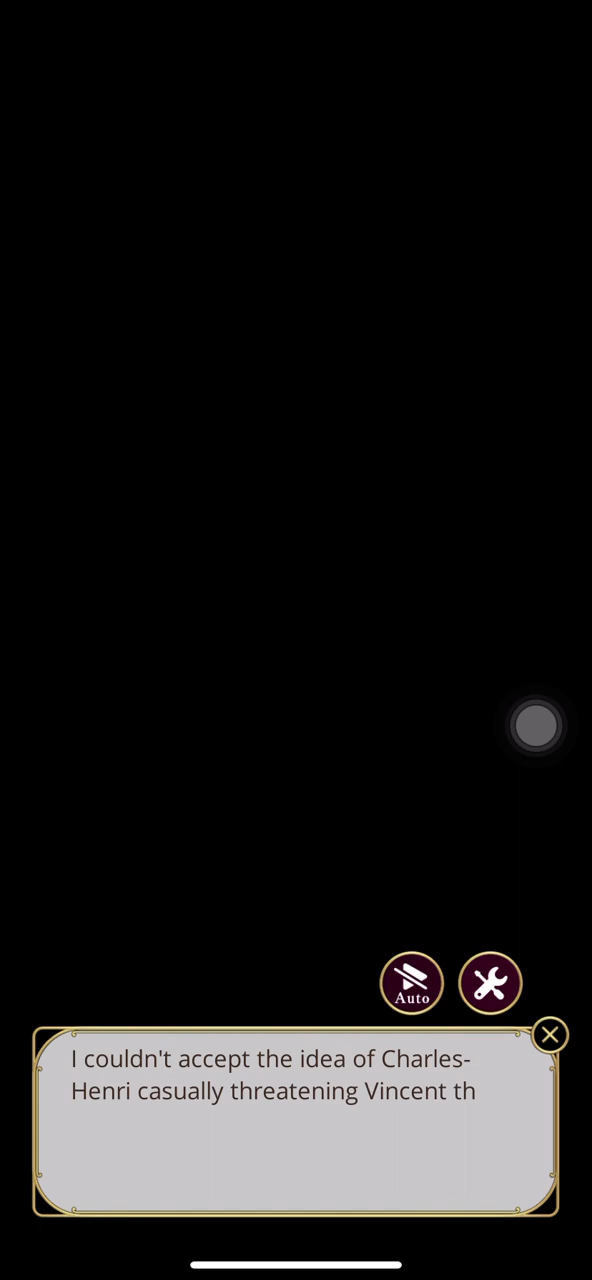 Auto
I couldn't accept the idea of Charles-
Henri casually threatening Vincent th